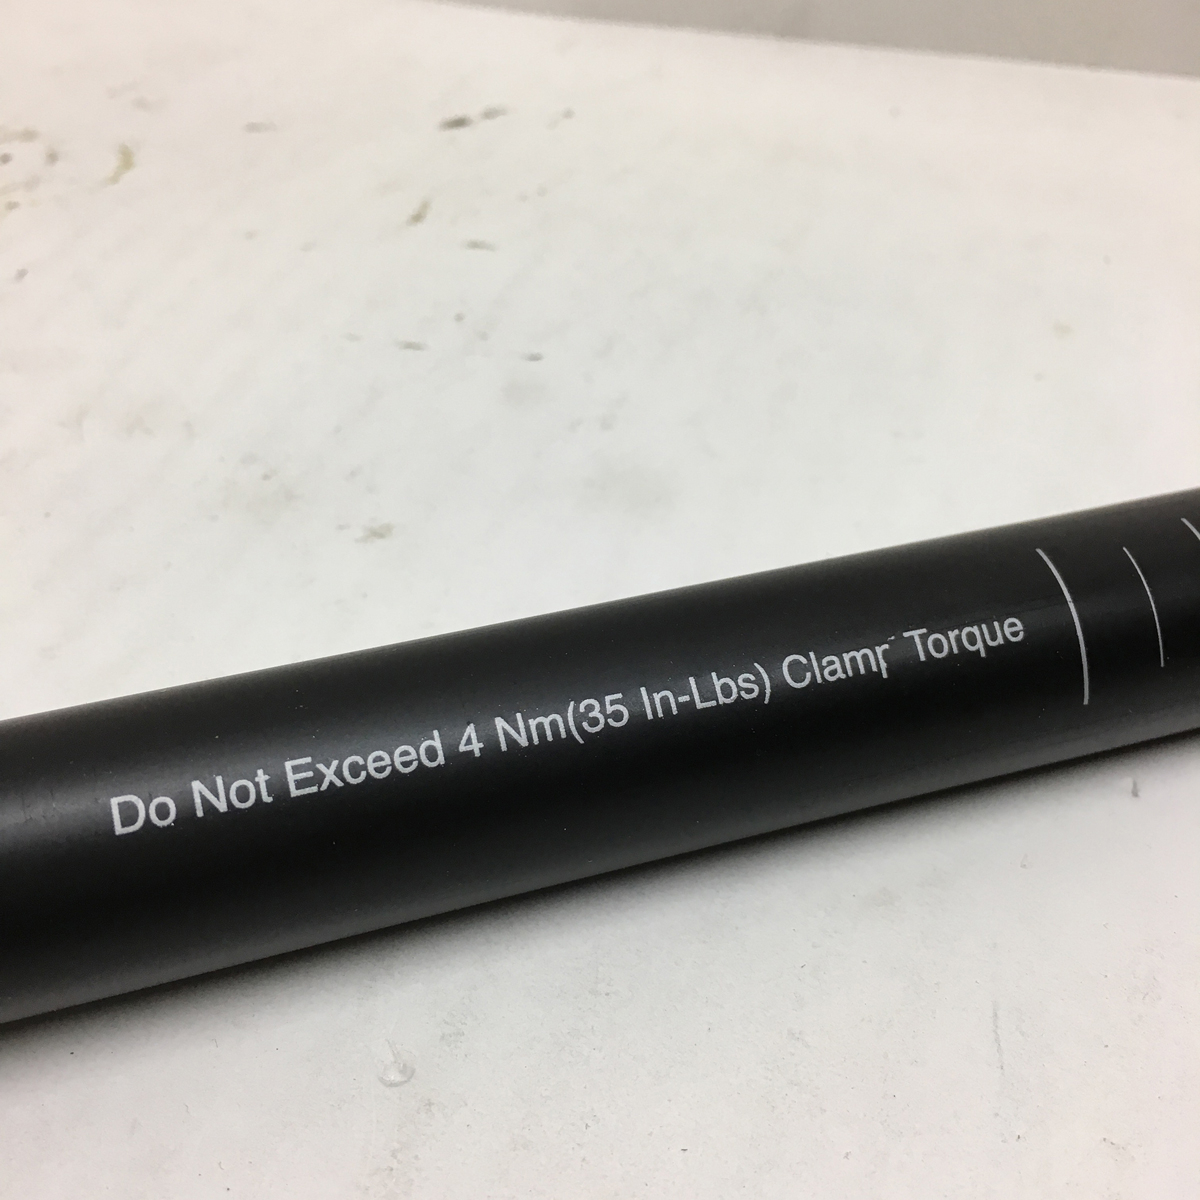 Do Not Exceed 4 Nm(35 In-Lbs) Clamp Torque